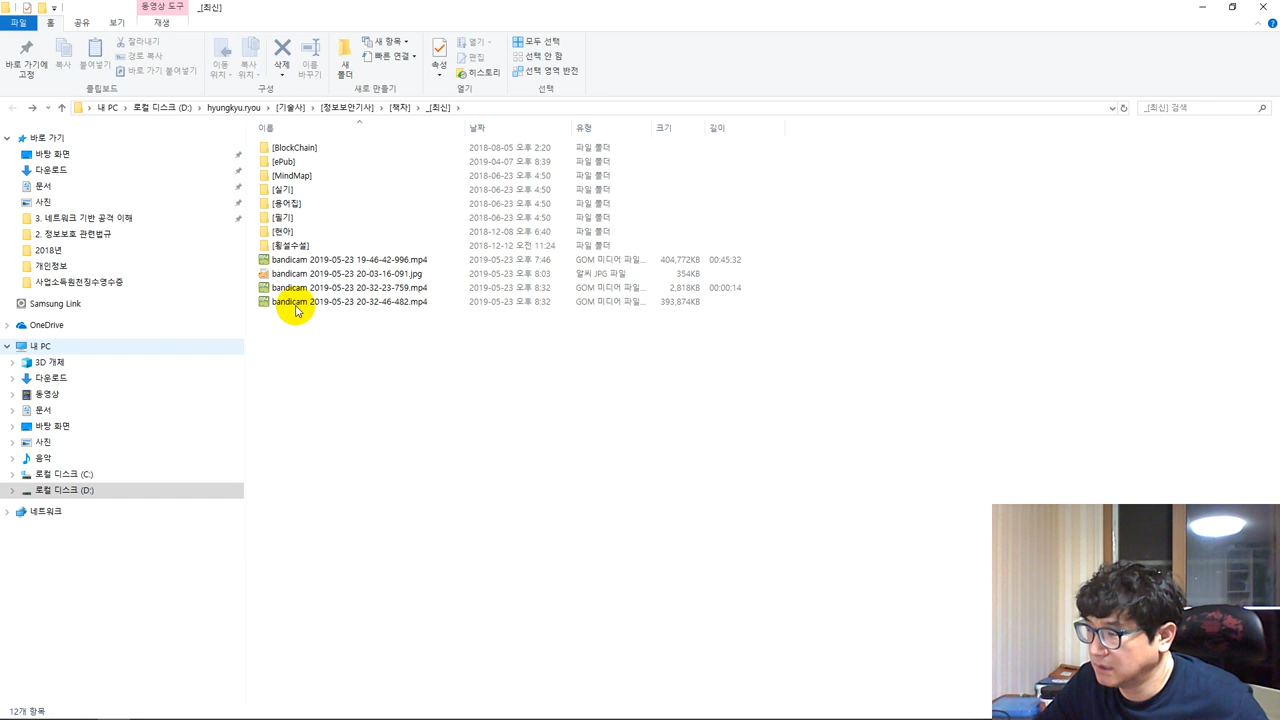 동영상 도구
_[최신]
파일
홈
공유
보기
재생
바로 가기에 고정
복사
붙여넣기
잘라내기
경로 복사
바로 가기 붙여넣기
클립보드
이동 위치
복사 위치
삭제
이름 바꾸기
구성
새 폴더
새 항목
빠른 연결
새로 만들기
속성
열기
편집
히스토리
열기
모두 선택
선택 안 함
선택 영역 반전
선택
내 PC > 로컬 디스크 (D:) > hyungkyu.ryou > [기술사] > [정보보안기사] > [책자] > _[최신] >
_[최신] 검색
이름 날짜 유형 크기 길이
바로 가기
바탕 화면
다운로드
문서
사진
3. 네트워크 기반 공격 이해
2. 정보보호 관련법규
2018년
개인정보
사업소득원천징수영수증
Samsung Link
OneDrive
내 PC
3D 개체
다운로드
동영상
문서
바탕 화면
사진
음악
로컬 디스크 (C:)
로컬 디스크 (D:)
네트워크
[BlockChain] 2018-08-05 오후 2:20 파일 폴더
[ePub] 2019-04-07 오후 8:39 파일 폴더
[MindMap] 2018-06-23 오후 4:50 파일 폴더
[실기] 2018-06-23 오후 4:50 파일 폴더
[용어집] 2018-06-23 오후 4:50 파일 폴더
[필기] 2018-06-23 오후 4:50 파일 폴더
[현아] 2018-12-08 오후 6:40 파일 폴더
[횡설수설] 2018-12-12 오전 11:24 파일 폴더
bandicam 2019-05-23 19-46-42-996.mp4 2019-05-23 오후 7:46 GOM 미디어 파일... 404,772KB 00:45:32
bandicam 2019-05-23 20-03-16-091.jpg 2019-05-23 오후 8:03 알씨 JPG 파일 354KB
bandicam 2019-05-23 20-32-23-759.mp4 2019-05-23 오후 8:32 GOM 미디어 파일... 2,818KB 00:00:14
bandicam 2019-05-23 20-32-46-482.mp4 2019-05-23 오후 8:32 GOM 미디어 파일... 393,874KB
12개 항목